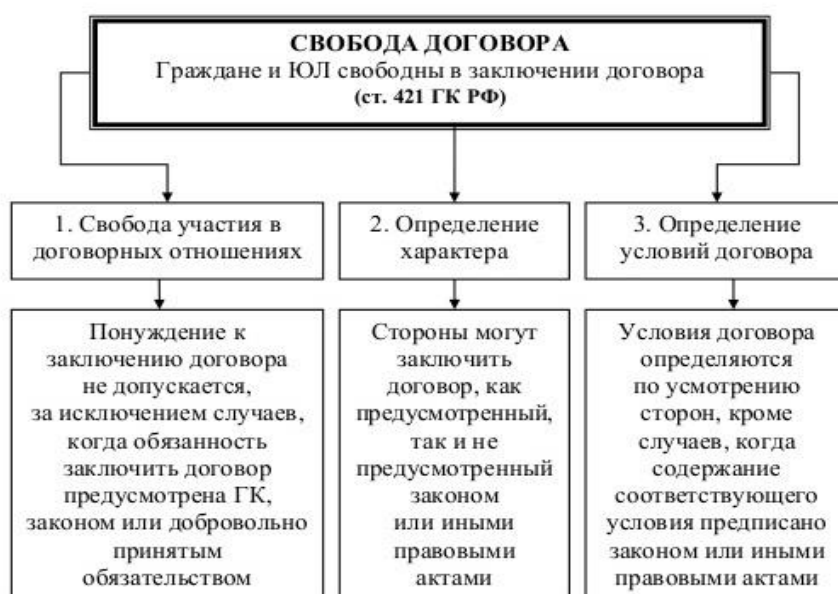 СВОБОДА ДОГОВОРА
Граждане и ЮЛ свободны в заключении договора
(ст. 421 ГК РФ)
1. Свобода участия в
договорных отношениях
Понуждение к
заключению договора
не допускается,
за исключением случаев,
когда обязанность
заключить договор
предусмотрена ГК,
законом или добровольно
принятым
обязательством
2. Определение
характера
Стороны могут
заключить
договор, как
предусмотренный,
так и не
предусмотренный
законом
или иными
правовыми
актами
3. Определение
условий договора
Условия договора
определяются
по усмотрению
сторон, кроме
случаев, когда
содержание
соответствующего
условия предписано
законом или иными
правовыми актами